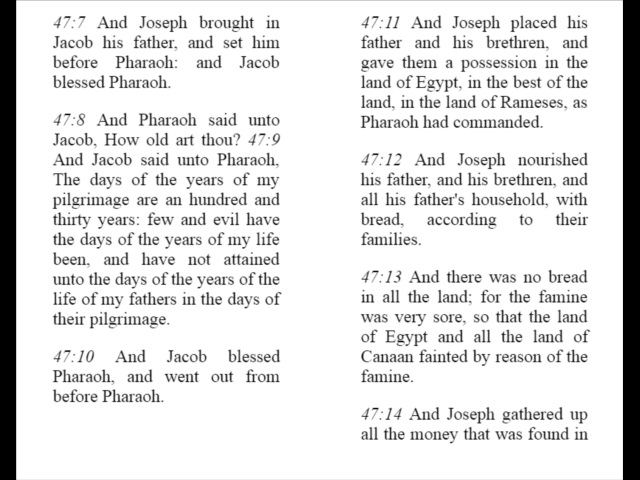 47:7 And Joseph brought in
Jacob his father, and set him
before Pharaoh: and Jacob
blessed Pharaoh.
47:8 And Pharaoh said unto
Jacob, How old art thou? 47:9
And Jacob said unto Pharaoh,
The days of the years of my
pilgrimage are an hundred and
thirty years: few and evil have
the days of the years of my life
been, and have not attained
unto the days of the years of the
life of my fathers in the days of
their pilgrimage.
47:10 And Jacob blessed
Pharaoh, and went out from
before Pharaoh.
47:11 And Joseph placed his
father and his brethren, and
gave them a possession in the
land of Egypt, in the best of the
land, in the land of Rameses, as
Pharaoh had commanded.
47:12 And Joseph nourished
his father, and his brethren, and
all his father's household, with
bread, according to their
families.
47:13 And there was no bread
in all the land; for the famine
was very sore, so that the land
of Egypt and all the land of
Canaan fainted by reason of the
famine.
47:14 And Joseph gathered up
all the money that was found in